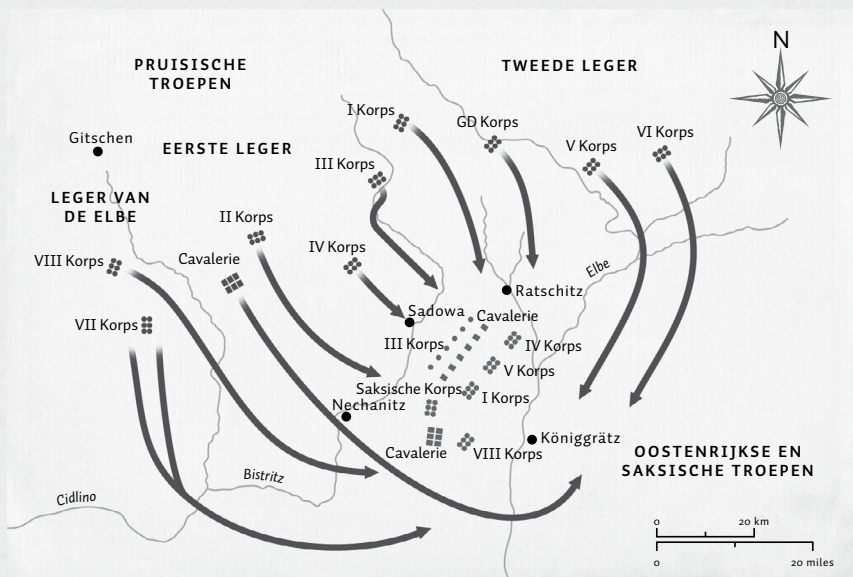 N
PRUISISCHE
TROEPEN
TWEEDE LEGER
I Korps
GD Korps
VI Korps
Gitschen
V Korps
EERSTE LEGER
III Korps
LEGER VAN
DE ELBE
II Korps
IV Korps
VIII Korps
Cavalerie
Elbe
Ratschitz
VII Korps
Sadowa
Cavalerie
III Korps
IV Korps
V Korps
Saksische Korps
I Korps
Nechanitz
Königgrätz
Cavalerie
VIII Korps
OOSTENRIJKSE EN
SAKSISCHE TROEPEN
Bistritz
Cidlino
0 20 km
0 20 miles